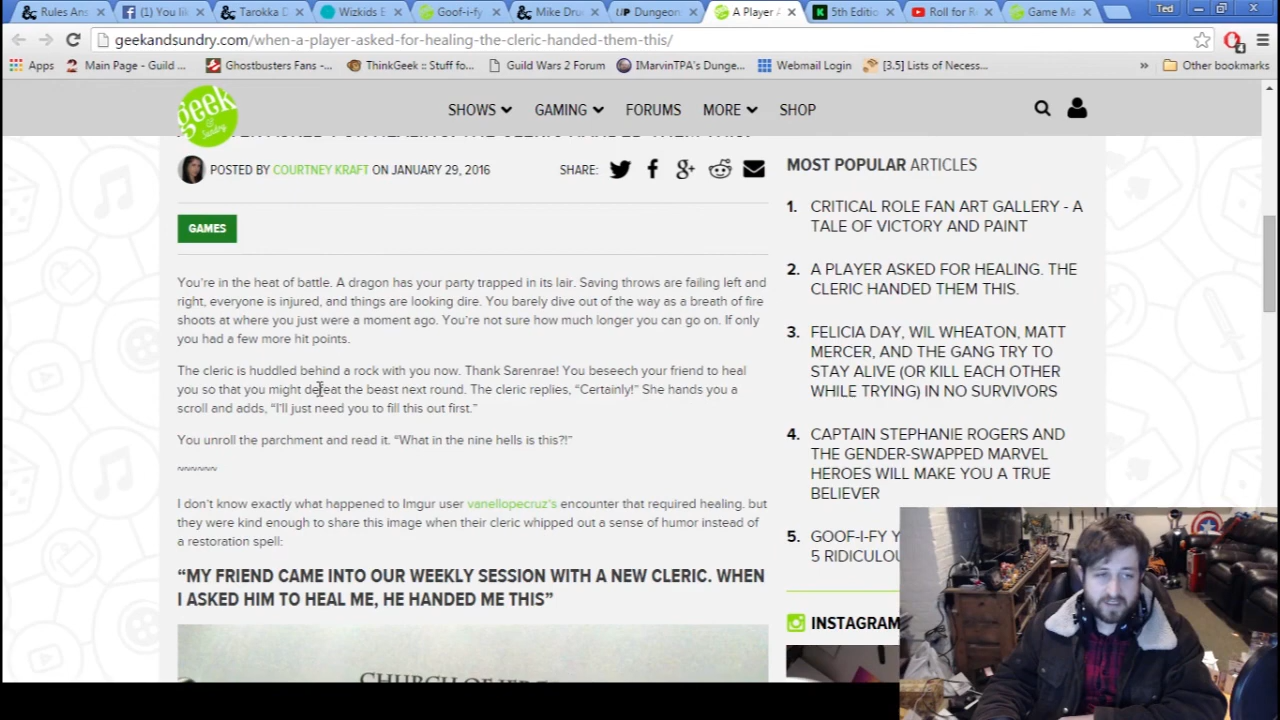 Rules Ans
(1) You lik
Tarokka D
Wizkids E
Goof-i-fy
Mike Dru
Dungeon
A Player A
5th Edition
Roll for R
Game Ma
Ted
geekandsundry.com/when-a-player-asked-for-healing-the-cleric-handed-them-this/
Apps
Main Page - Guild ...
Ghostbusters Fans -...
ThinkGeek :: Stuff fo...
Guild Wars 2 Forum
IMarvinTPA's Dunge...
Webmail Login
[3.5] Lists of Necess...
»
Other bookmarks
geek & Sundry
SHOWS
GAMING
FORUMS
MORE
SHOP
POSTED BY COURTNEY KRAFT ON JANUARY 29, 2016
SHARE:
GAMES
You're in the heat of battle. A dragon has your party trapped in its lair. Saving throws are failing left and
right, everyone is injured, and things are looking dire. You barely dive out of the way as a breath of fire
shoots at where you just were a moment ago. You're not sure how much longer you can go on. If only
you had a few more hit points.
The cleric is huddled behind a rock with you now. Thank Sarenrae! You beseech your friend to heal
you so that you might defeat the beast next round. The cleric replies, “Certainly!” She hands you a
scroll and adds, “I'll just need you to fill this out first.”
You unroll the parchment and read it. “What in the nine hells is this?!”
~~~~~~
I don't know exactly what happened to Imgur user vanellopecruz's encounter that required healing, but
they were kind enough to share this image when their cleric whipped out a sense of humor instead of
a restoration spell:
“MY FRIEND CAME INTO OUR WEEKLY SESSION WITH A NEW CLERIC. WHEN
I ASKED HIM TO HEAL ME, HE HANDED ME THIS”
CHURCH OF
MOST POPULAR ARTICLES
1. CRITICAL ROLE FAN ART GALLERY - A
TALE OF VICTORY AND PAINT
2. A PLAYER ASKED FOR HEALING. THE
CLERIC HANDED THEM THIS.
3. FELICIA DAY, WIL WHEATON, MATT
MERCER, AND THE GANG TRY TO
STAY ALIVE (OR KILL EACH OTHER
WHILE TRYING) IN NO SURVIVORS
4. CAPTAIN STEPHANIE ROGERS AND
THE GENDER-SWAPPED MARVEL
HEROES WILL MAKE YOU A TRUE
BELIEVER
5. GOOF-I-FY Y
5 RIDICULOU
INSTAGRAM